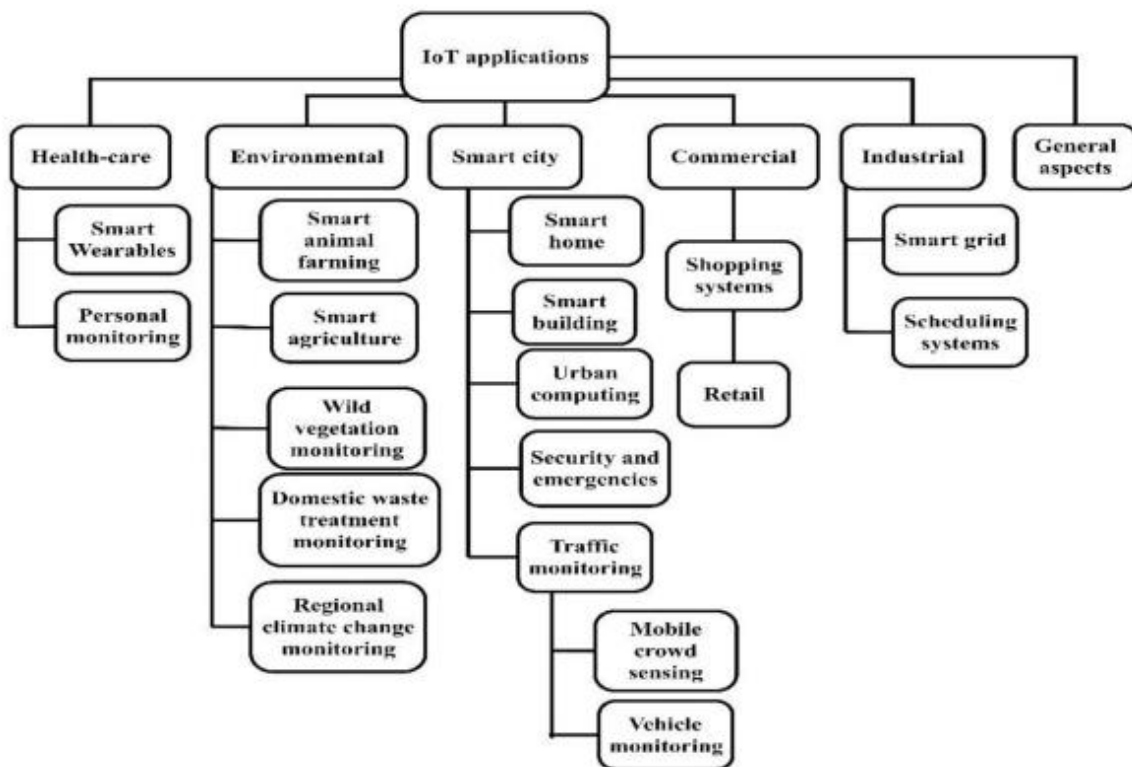 IoT applications
Health-care
Environmental
Smart city
Commercial
Industrial
General
aspects
Smart
Wearables
Personal
monitoring
Smart
animal
farming
Smart
agriculture
Wild
vegetation
monitoring
Domestic waste
treatment
monitoring
Regional
climate change
monitoring
Smart
home
Smart
building
Urban
computing
Security and
emergencies
Traffic
monitoring
Mobile
crowd
sensing
Vehicle
monitoring
Shopping
systems
Retail
Smart grid
Scheduling
systems